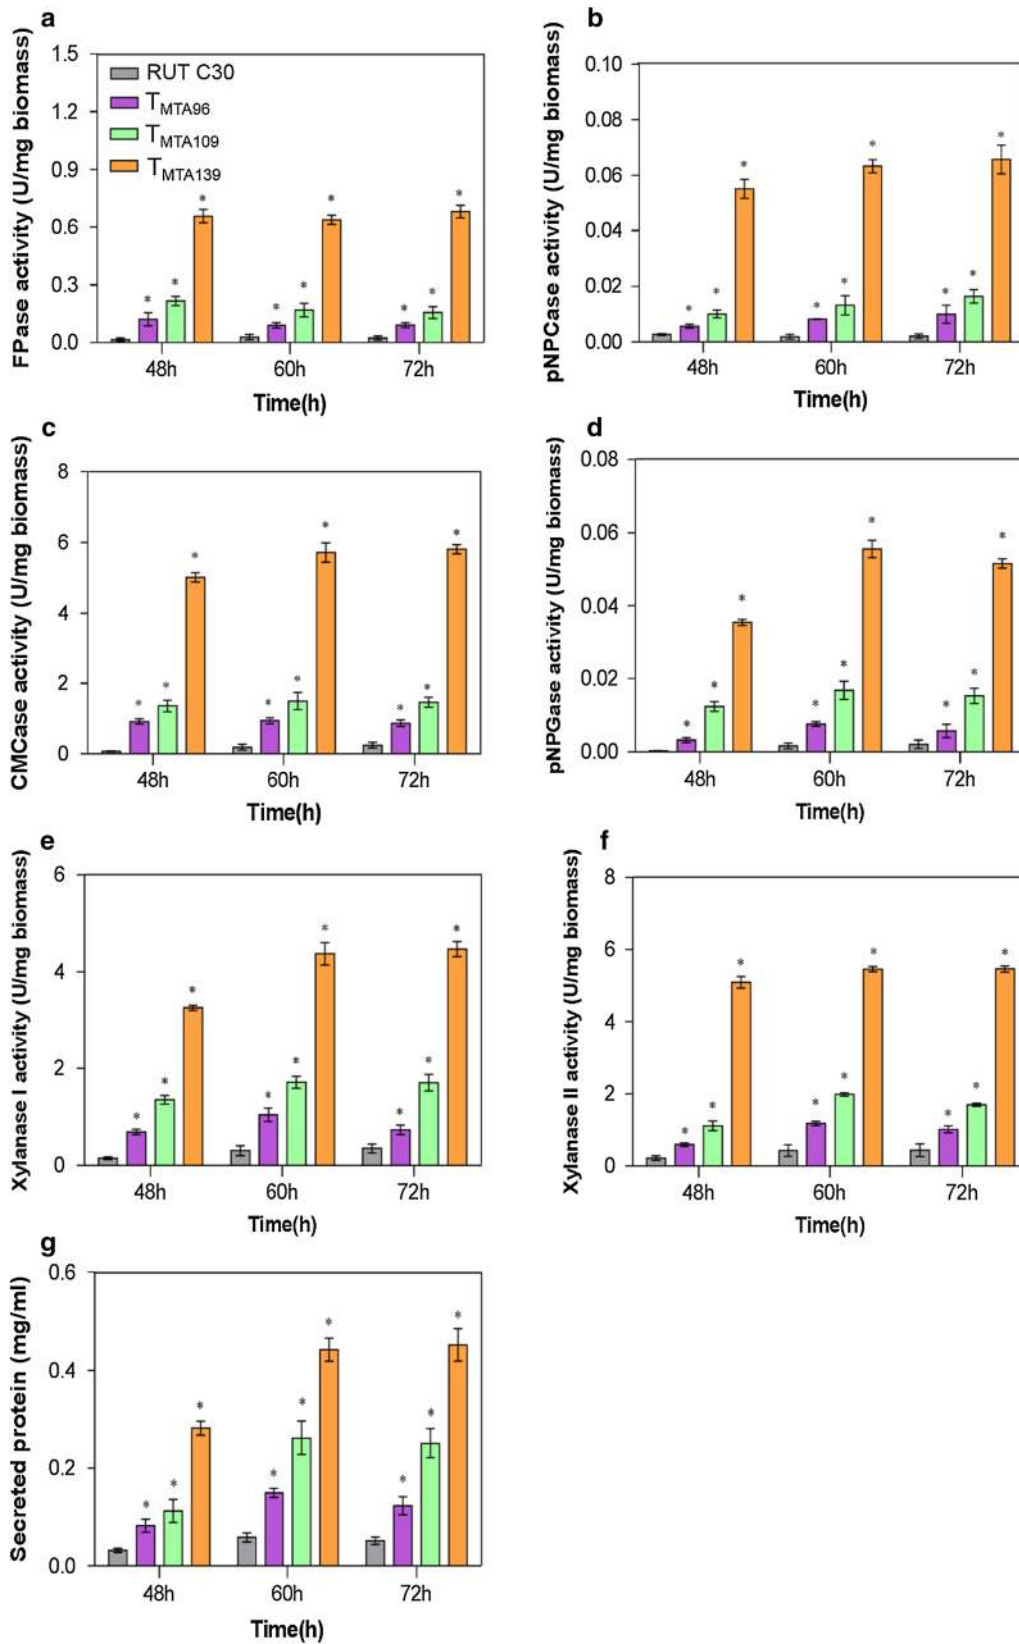 a
FPase activity (U/mg biomass)
1.5
1.2
0.9
0.6
0.3
0.0
RUT C30
TMTA96
TMTA109
TMTA139
* * * * * * * * *
48h 60h 72h
Time(h)
b
pNPCase activity (U/mg biomass)
0.10
0.08
0.06
0.04
0.02
0.00
* * * * * * * * *
48h 60h 72h
Time(h)
c
CMCase activity (U/mg biomass)
8
6
4
2
0
* * * * * * * * *
48h 60h 72h
Time(h)
d
pNPGase activity (U/mg biomass)
0.08
0.06
0.04
0.02
0.00
* * * * * * * * *
48h 60h 72h
Time(h)
e
Xylanase I activity (U/mg biomass)
6
4
2
0
* * * * * * * * *
48h 60h 72h
Time(h)
f
Xylanase II activity (U/mg biomass)
8
6
4
2
0
* * * * * * * * *
48h 60h 72h
Time(h)
g
Secreted protein (mg/ml)
0.6
0.4
0.2
0.0
* * * * * * * * *
48h 60h 72h
Time(h)